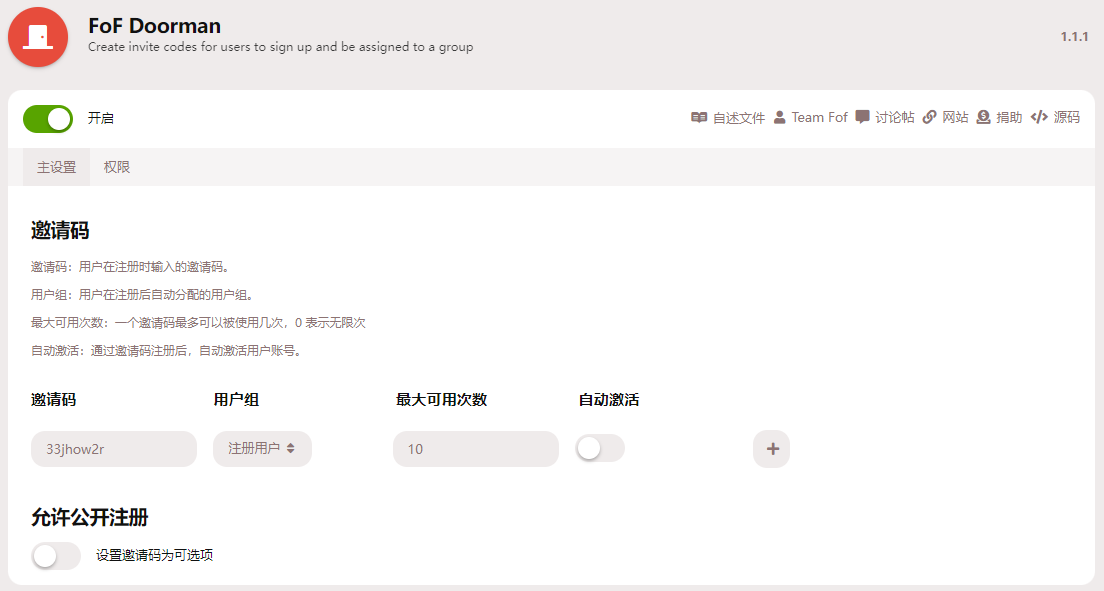 FoF Doorman
Create invite codes for users to sign up and be assigned to a group
1.1.1
开启
自述文件 Team Fof 讨论帖 网站 捐助 源码
主设置 权限
邀请码
邀请码：用户在注册时输入的邀请码。
用户组：用户在注册后自动分配的用户组。
最大可用次数：一个邀请码最多可以被使用几次，0 表示无限次
自动激活：通过邀请码注册后，自动激活用户账号。
邀请码 用户组 最大可用次数 自动激活
33jhow2r 注册用户 10
允许公开注册
设置邀请码为可选项